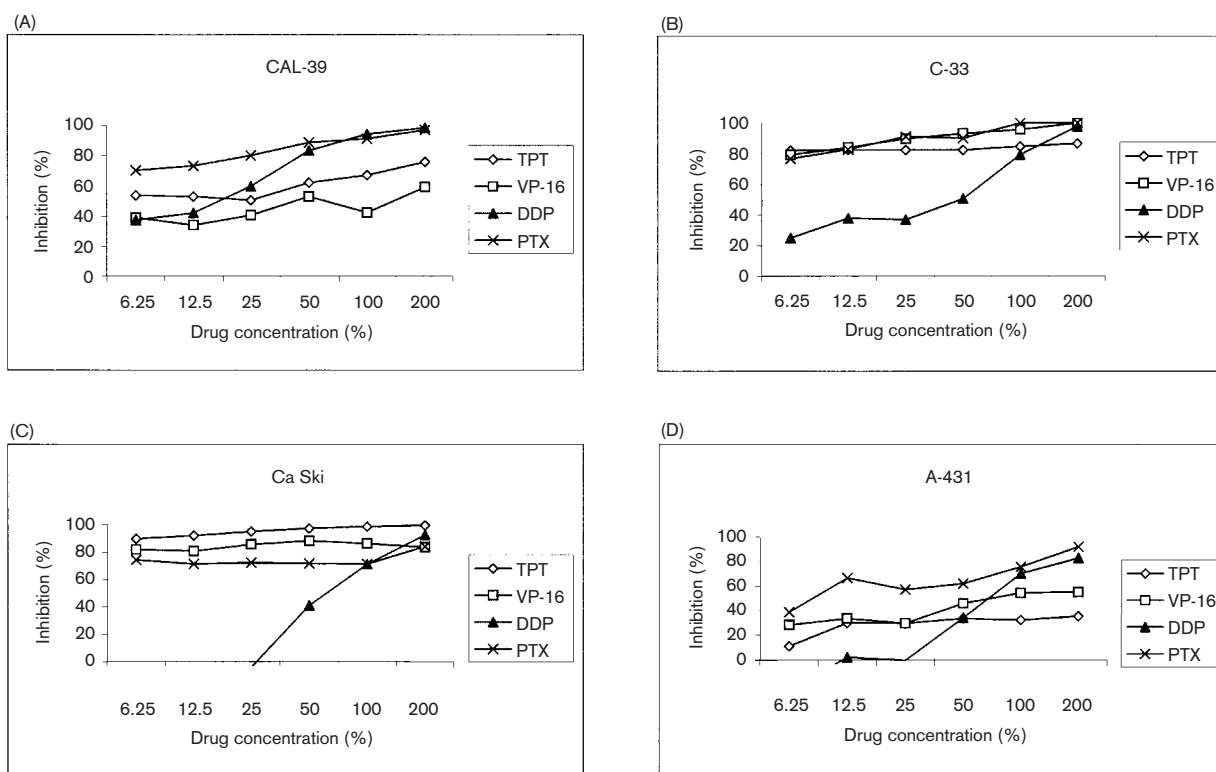 (A)
CAL-39
Inhibition (%)
100
80
60
40
20
0
6.25 12.5 25 50 100 200
Drug concentration (%)
TPT
VP-16
DDP
PTX
(B)
C-33
Inhibition (%)
100
80
60
40
20
0
6.25 12.5 25 50 100 200
Drug concentration (%)
TPT
VP-16
DDP
PTX
(C)
Ca Ski
Inhibition (%)
100
80
60
40
20
0
6.25 12.5 25 50 100 200
Drug concentration (%)
TPT
VP-16
DDP
PTX
(D)
A-431
Inhibition (%)
100
80
60
40
20
0
6.25 12.5 25 50 100 200
Drug concentration (%)
TPT
VP-16
DDP
PTX